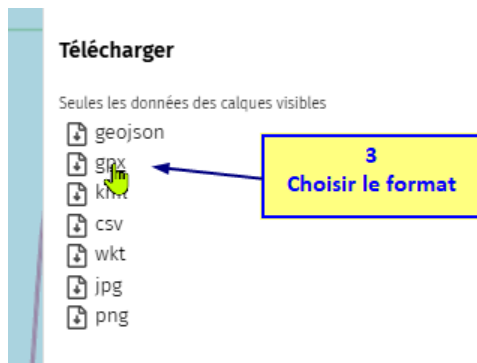 Télécharger
Seules les données des calques visibles
geojson
gpx
kml
csv
wkt
jpg
png
3
Choisir le format